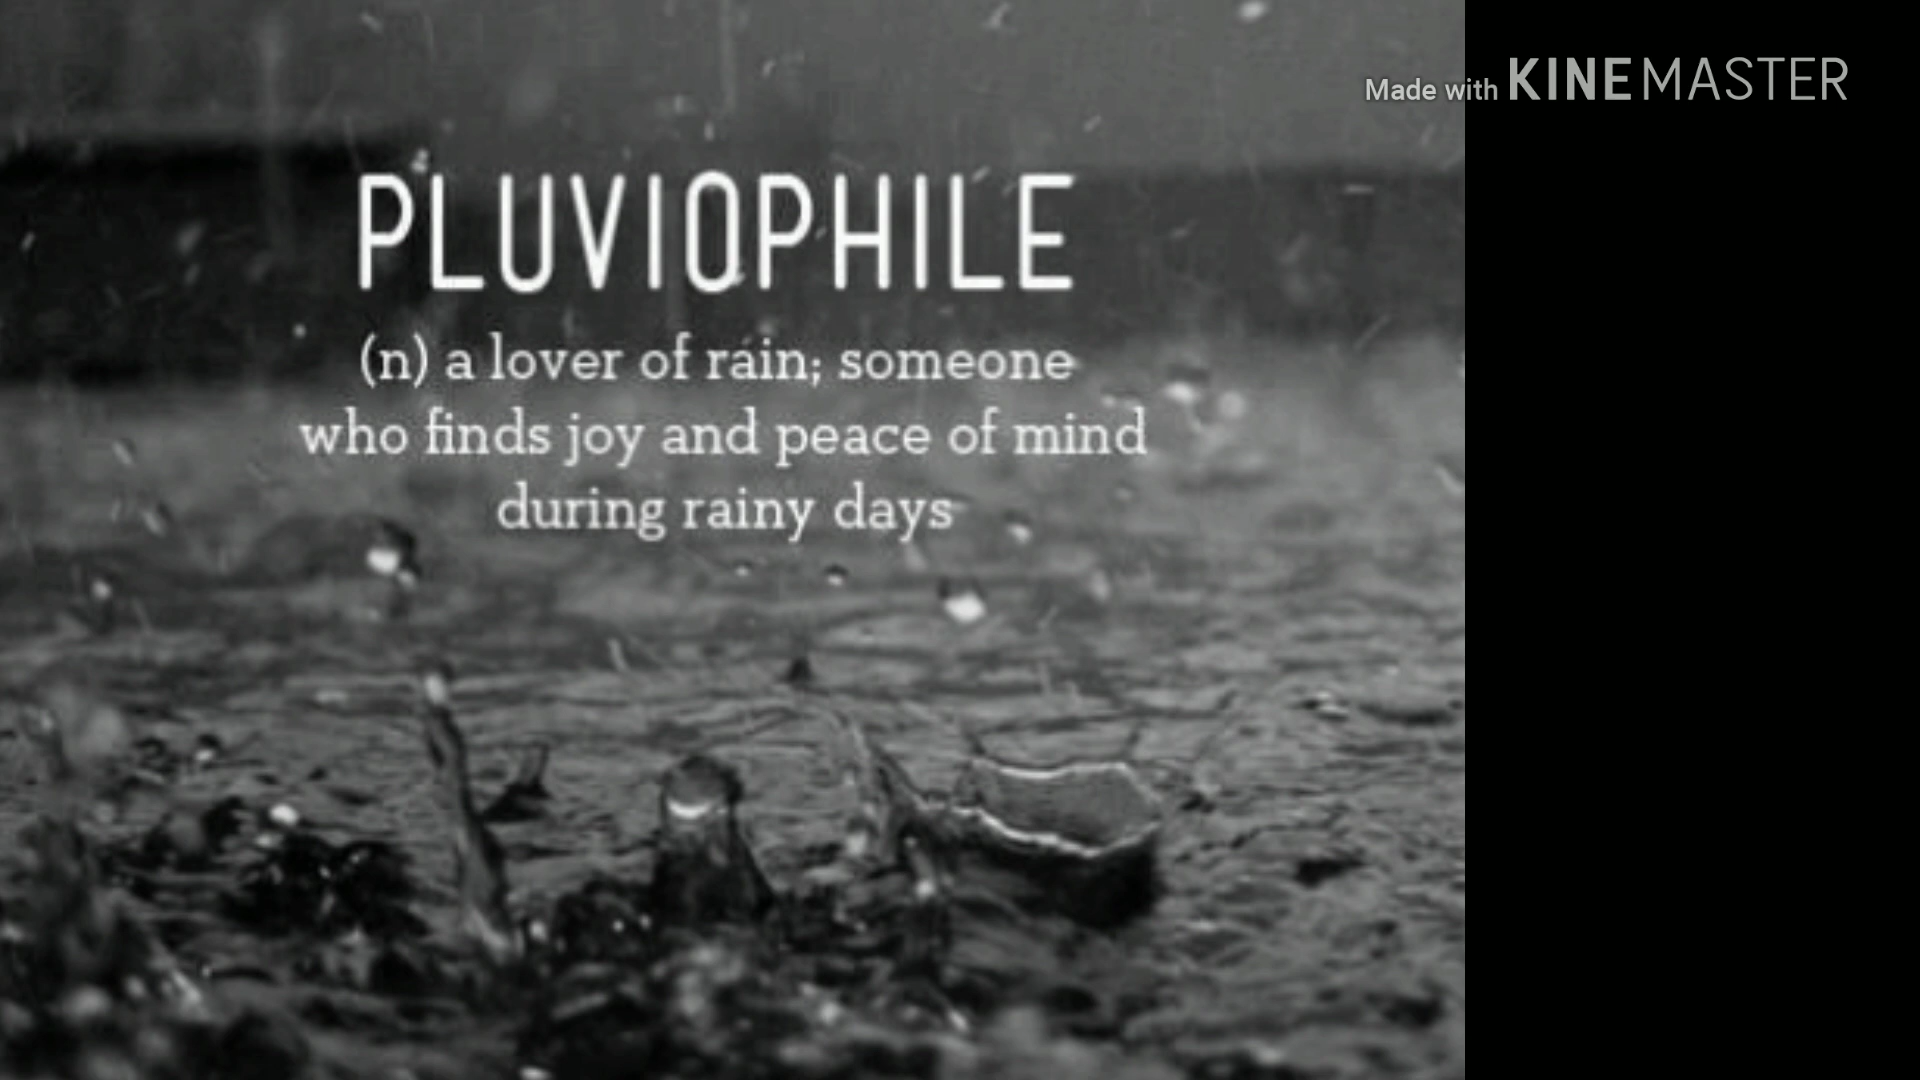 Made with KINEMASTER
PLUVIOPHILE
(n) a lover of rain; someone
who finds joy and peace of mind
during rainy days